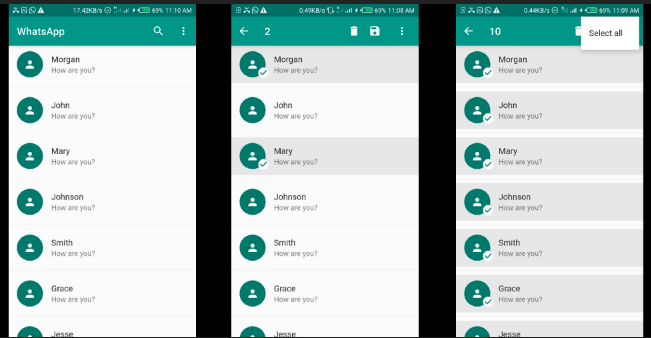 17.42KB/s 69% 11:10 AM
WhatsApp
Morgan
How are you?
John
How are you?
Mary
How are you?
Johnson
How are you?
Smith
How are you?
Grace
How are you?
Jesse
0.49KB/s 69% 11:08 AM
2
Morgan
How are you?
John
How are you?
Mary
How are you?
Johnson
How are you?
Smith
How are you?
Grace
How are you?
Jesse
0.44KB/s 69% 11:09 AM
10
Select all
Morgan
How are you?
John
How are you?
Mary
How are you?
Johnson
How are you?
Smith
How are you?
Grace
How are you?
Jesse